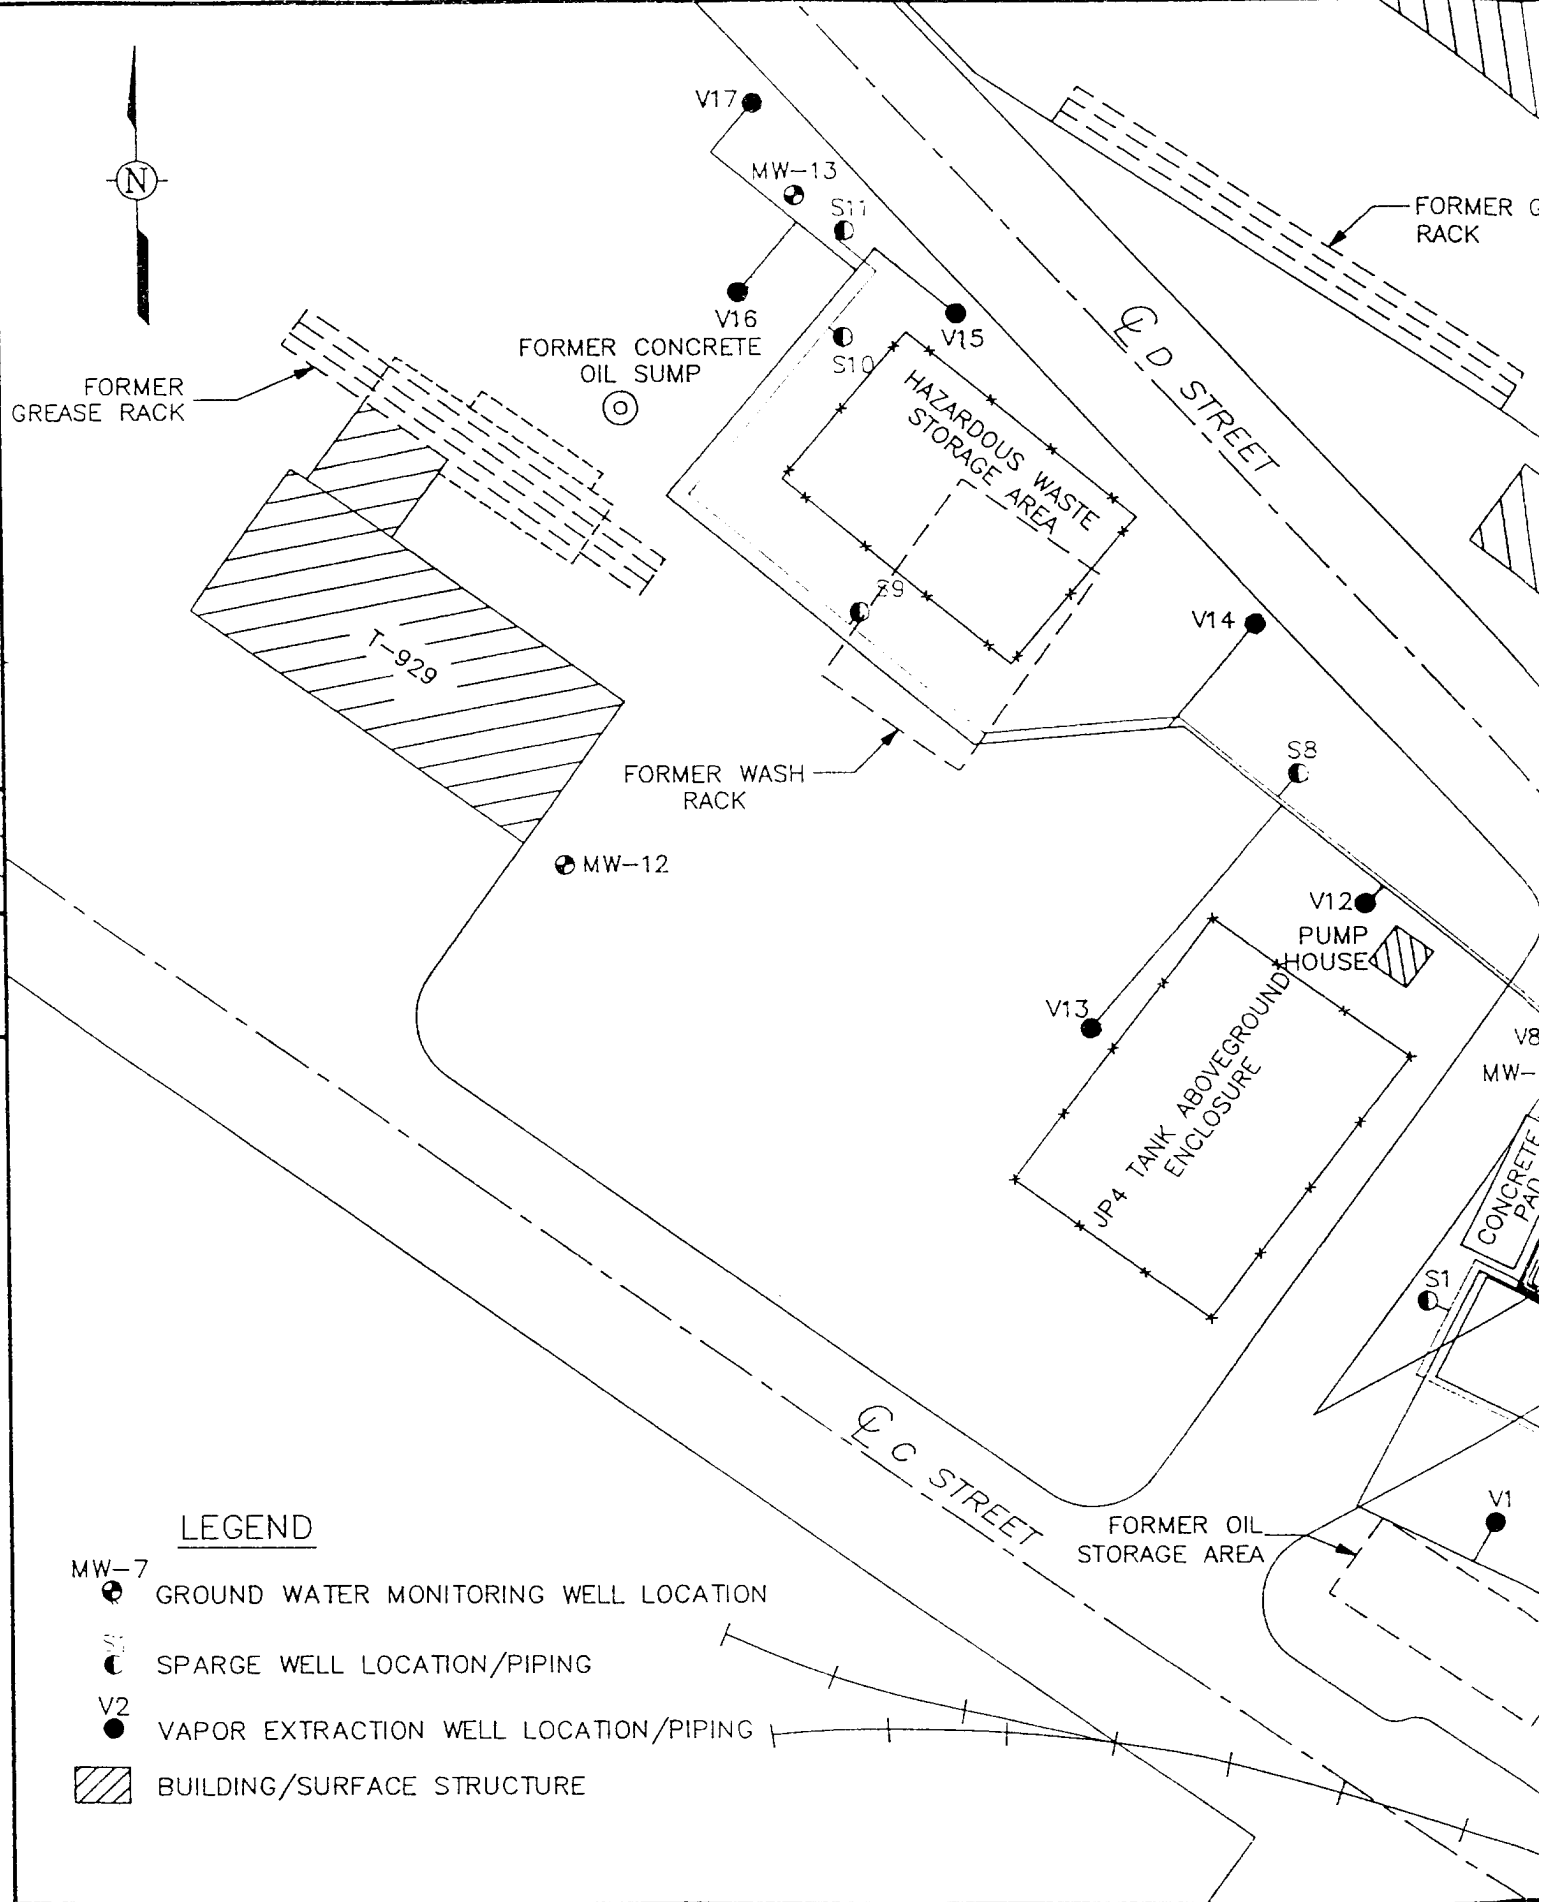 N
V17
MW-13
S11
FORMER G
RACK
V16
V15
FORMER CONCRETE
OIL SUMP
S10
FORMER
GREASE RACK
HAZARDOUS WASTE
STORAGE AREA
℄ D STREET
S9
V14
T-929
FORMER WASH
RACK
S8
MW-12
V12
PUMP
HOUSE
V13
V8
MW-
JP4 TANK ABOVEGROUND
ENCLOSURE
CONCRETE
PAD
S1
℄ C STREET
V1
FORMER OIL
STORAGE AREA
LEGEND
MW-7
GROUND WATER MONITORING WELL LOCATION
SPARGE WELL LOCATION/PIPING
V2
VAPOR EXTRACTION WELL LOCATION/PIPING
BUILDING/SURFACE STRUCTURE